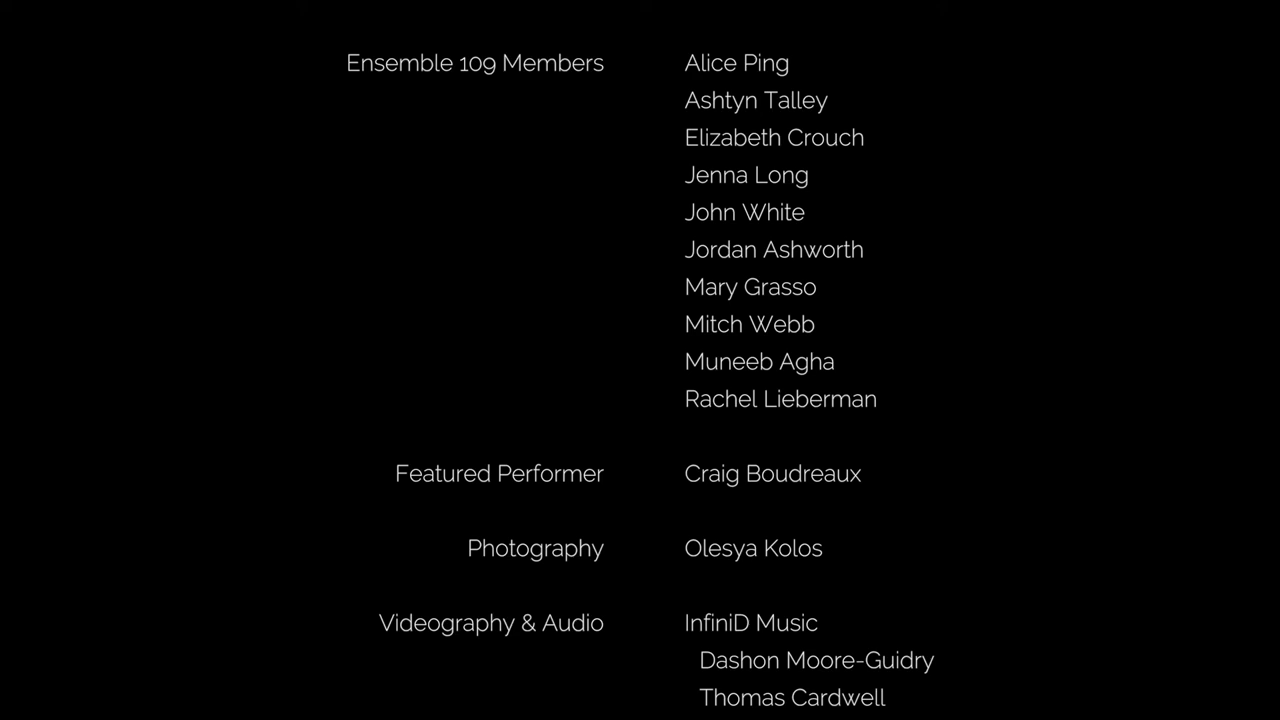 Ensemble 109 Members Alice Ping
Ashtyn Talley
Elizabeth Crouch
Jenna Long
John White
Jordan Ashworth
Mary Grasso
Mitch Webb
Muneeb Agha
Rachel Lieberman
Featured Performer Craig Boudreaux
Photography Olesya Kolos
Videography & Audio InfiniD Music
Dashon Moore-Guidry
Thomas Cardwell